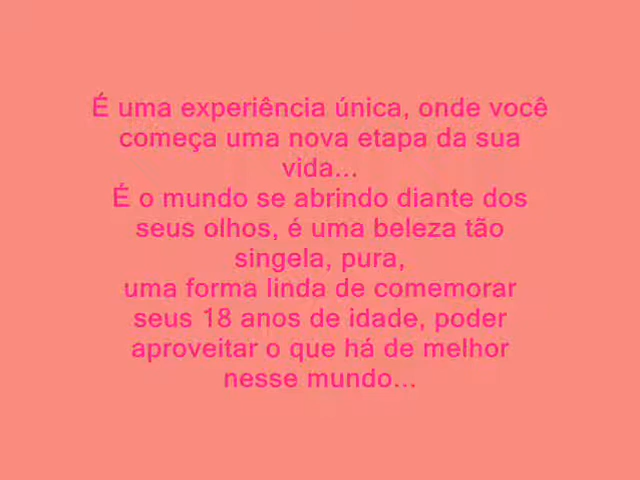 É uma experiência única, onde você
começa uma nova etapa da sua
vida...
É o mundo se abrindo diante dos
seus olhos, é uma beleza tão
singela, pura,
uma forma linda de comemorar
seus 18 anos de idade, poder
aproveitar o que há de melhor
nesse mundo...